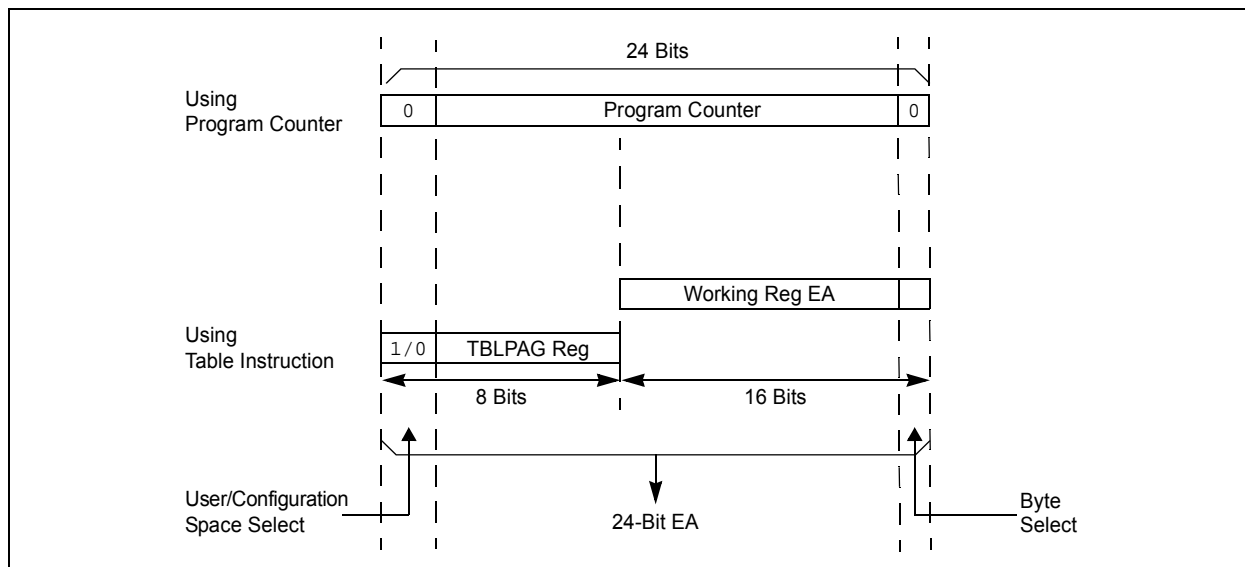 24 Bits
Using
Program Counter
0
Program Counter
0
Working Reg EA
Using
Table Instruction
1/0
TBLPAG Reg
8 Bits
16 Bits
User/Configuration
Space Select
24-Bit EA
Byte
Select